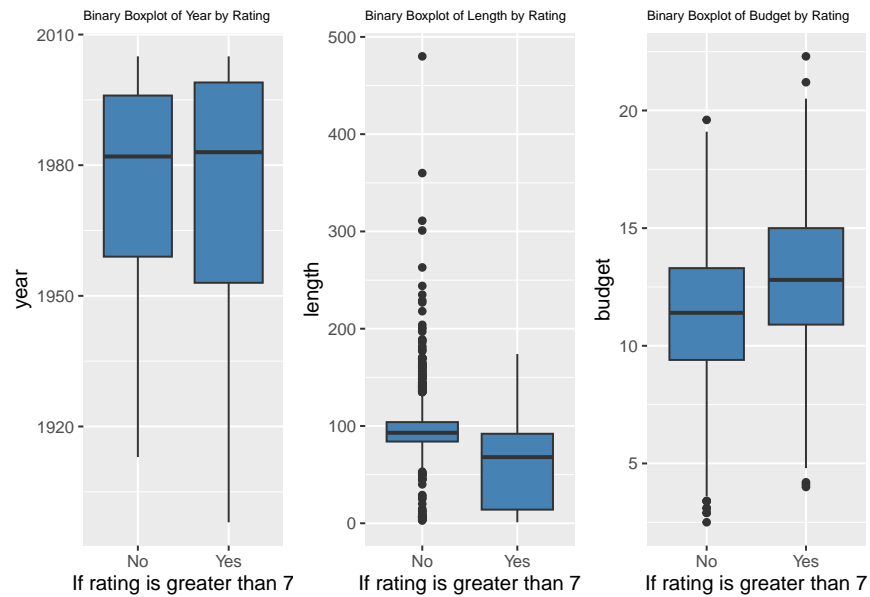 Binary Boxplot of Year by Rating
2010
1980
1950
1920
year
No
Yes
If rating is greater than 7
Binary Boxplot of Length by Rating
500
400
300
200
100
0
length
No
Yes
If rating is greater than 7
Binary Boxplot of Budget by Rating
20
15
10
5
budget
No
Yes
If rating is greater than 7